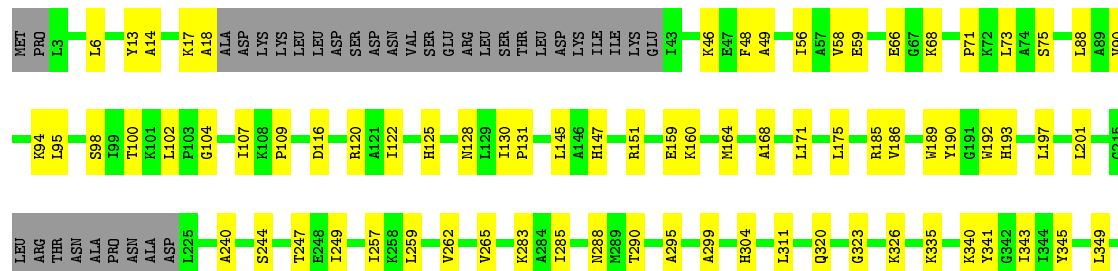 MET PRO L3 L6 Y13 A14 K17 A18 ALA ASP LYS LYS LEU LEU ASP SER ASP ASN VAL SER GLU ARG LEU SER THR LEU ASP LYS ILE ILE LYS GLU I43 K46 E47 F48 A49 I56 A57 V58 E59 E66 G67 K68 P71 K72 L73 A74 S75 L88 A89 V90
K94 L95 S98 I99 T100 K101 L102 P103 G104 I107 K108 P109 D116 R120 A121 I122 H125 N128 L129 I130 P131 L145 A146 H147 R151 E159 K160 M164 A168 L171 L175 R185 V186 W189 Y190 G191 W192 H193 L197 L201 G215
LEU ARG THR ASN ALA PRO ASN ALA ASP L225 A240 S244 T247 E248 I249 I257 K258 L259 V262 V265 K283 A284 I285 N288 M289 T290 A295 A299 H304 L311 Q320 G323 K326 K335 K340 Y341 G342 I343 I344 Y345 L349